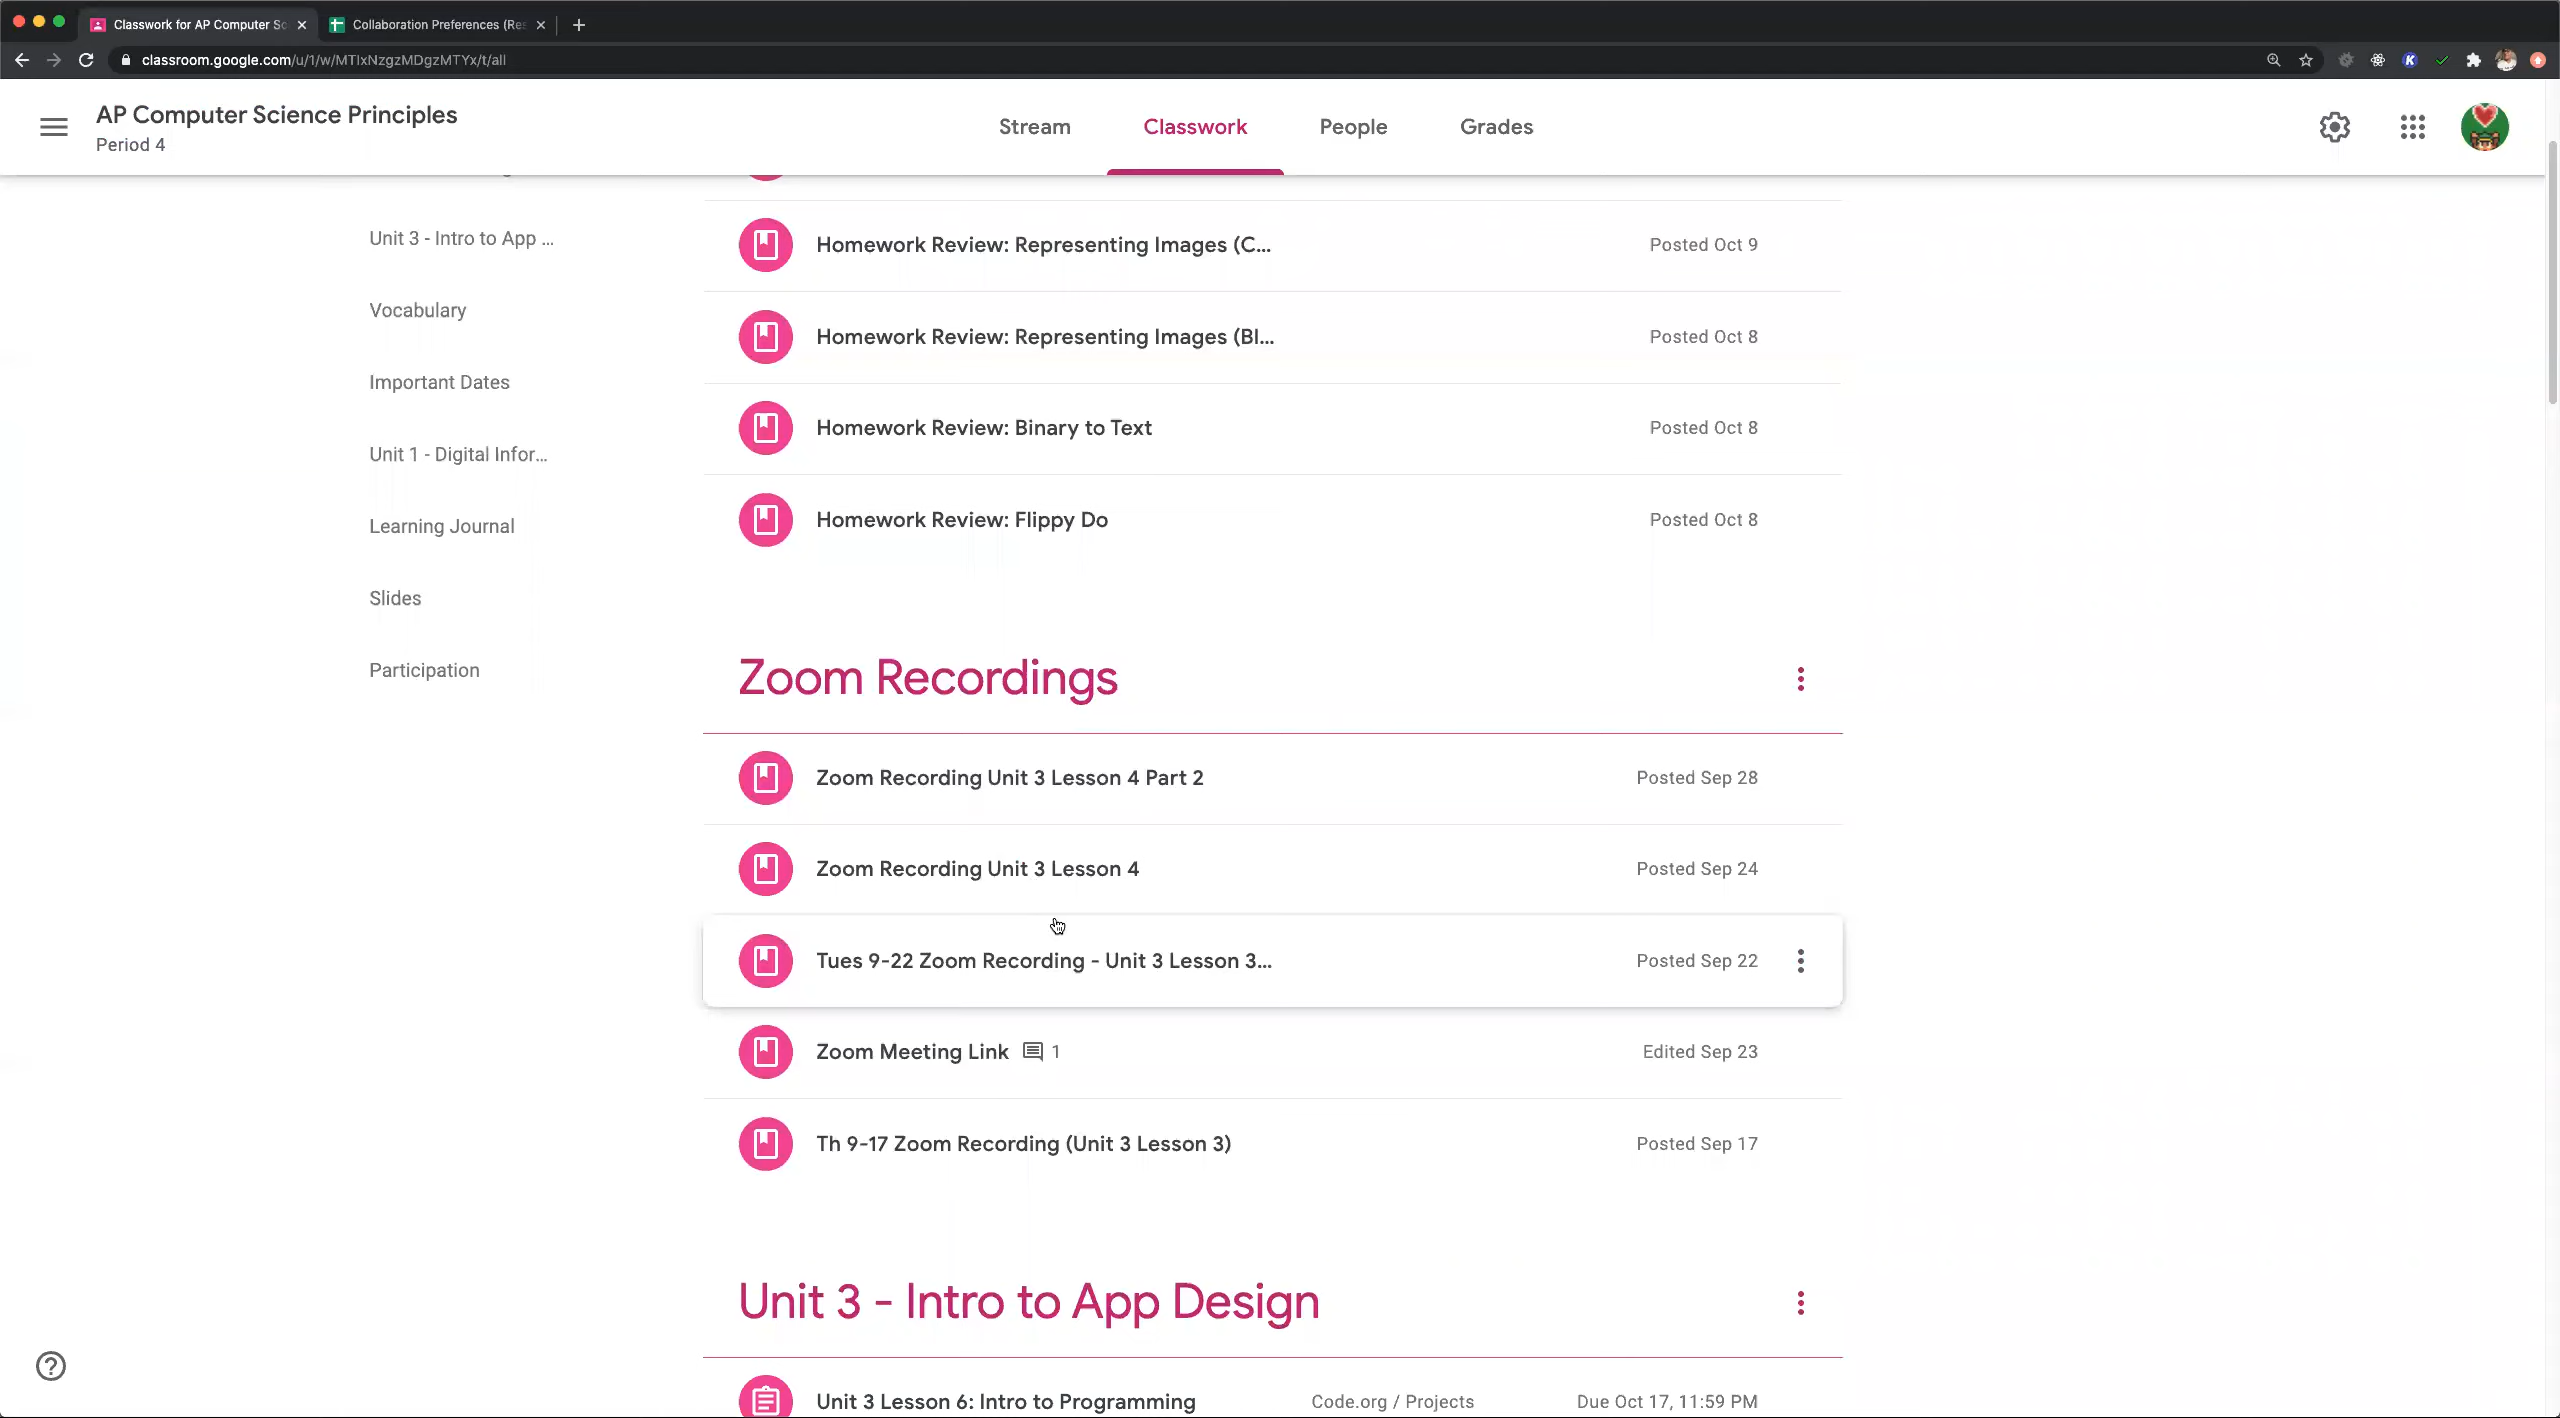 Classwork for AP Computer Sc
Collaboration Preferences (Res
classroom.google.com/u/1/w/MTIxNzgzMDgzMTYx/t/all
AP Computer Science Principles
Period 4
Stream
Classwork
People
Grades
Unit 3 - Intro to App ...
Vocabulary
Important Dates
Unit 1 - Digital Infor...
Learning Journal
Slides
Participation
Homework Review: Representing Images (C... Posted Oct 9
Homework Review: Representing Images (Bl... Posted Oct 8
Homework Review: Binary to Text Posted Oct 8
Homework Review: Flippy Do Posted Oct 8
Zoom Recordings
Zoom Recording Unit 3 Lesson 4 Part 2 Posted Sep 28
Zoom Recording Unit 3 Lesson 4 Posted Sep 24
Tues 9-22 Zoom Recording - Unit 3 Lesson 3... Posted Sep 22
Zoom Meeting Link 1 Edited Sep 23
Th 9-17 Zoom Recording (Unit 3 Lesson 3) Posted Sep 17
Unit 3 - Intro to App Design
Unit 3 Lesson 6: Intro to Programming Code.org / Projects Due Oct 17, 11:59 PM